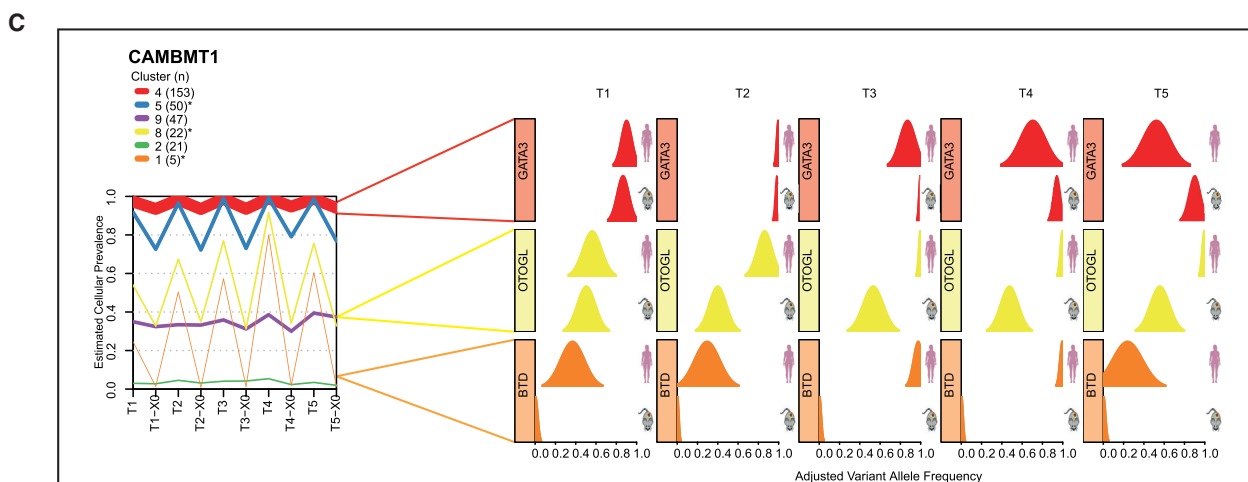 C
CAMBMT1
Cluster (n)
4 (153)
5 (50)*
9 (47)
8 (22)*
2 (21)
1 (5)*
Estimated Cellular Prevalence
1.0
0.8
0.6
0.4
0.2
0.0
T1
T1-X0
T2
T2-X0
T3
T3-X0
T4
T4-X0
T5
T5-X0
T1 T2 T3 T4 T5
GATA3 GATA3 GATA3 GATA3 GATA3
OTOGL OTOGL OTOGL OTOGL OTOGL
BTD BTD BTD BTD BTD
0.0 0.2 0.4 0.6 0.8 1.0 0.0 0.2 0.4 0.6 0.8 1.0 0.0 0.2 0.4 0.6 0.8 1.0 0.0 0.2 0.4 0.6 0.8 1.0 0.0 0.2 0.4 0.6 0.8 1.0
Adjusted Variant Allele Frequency